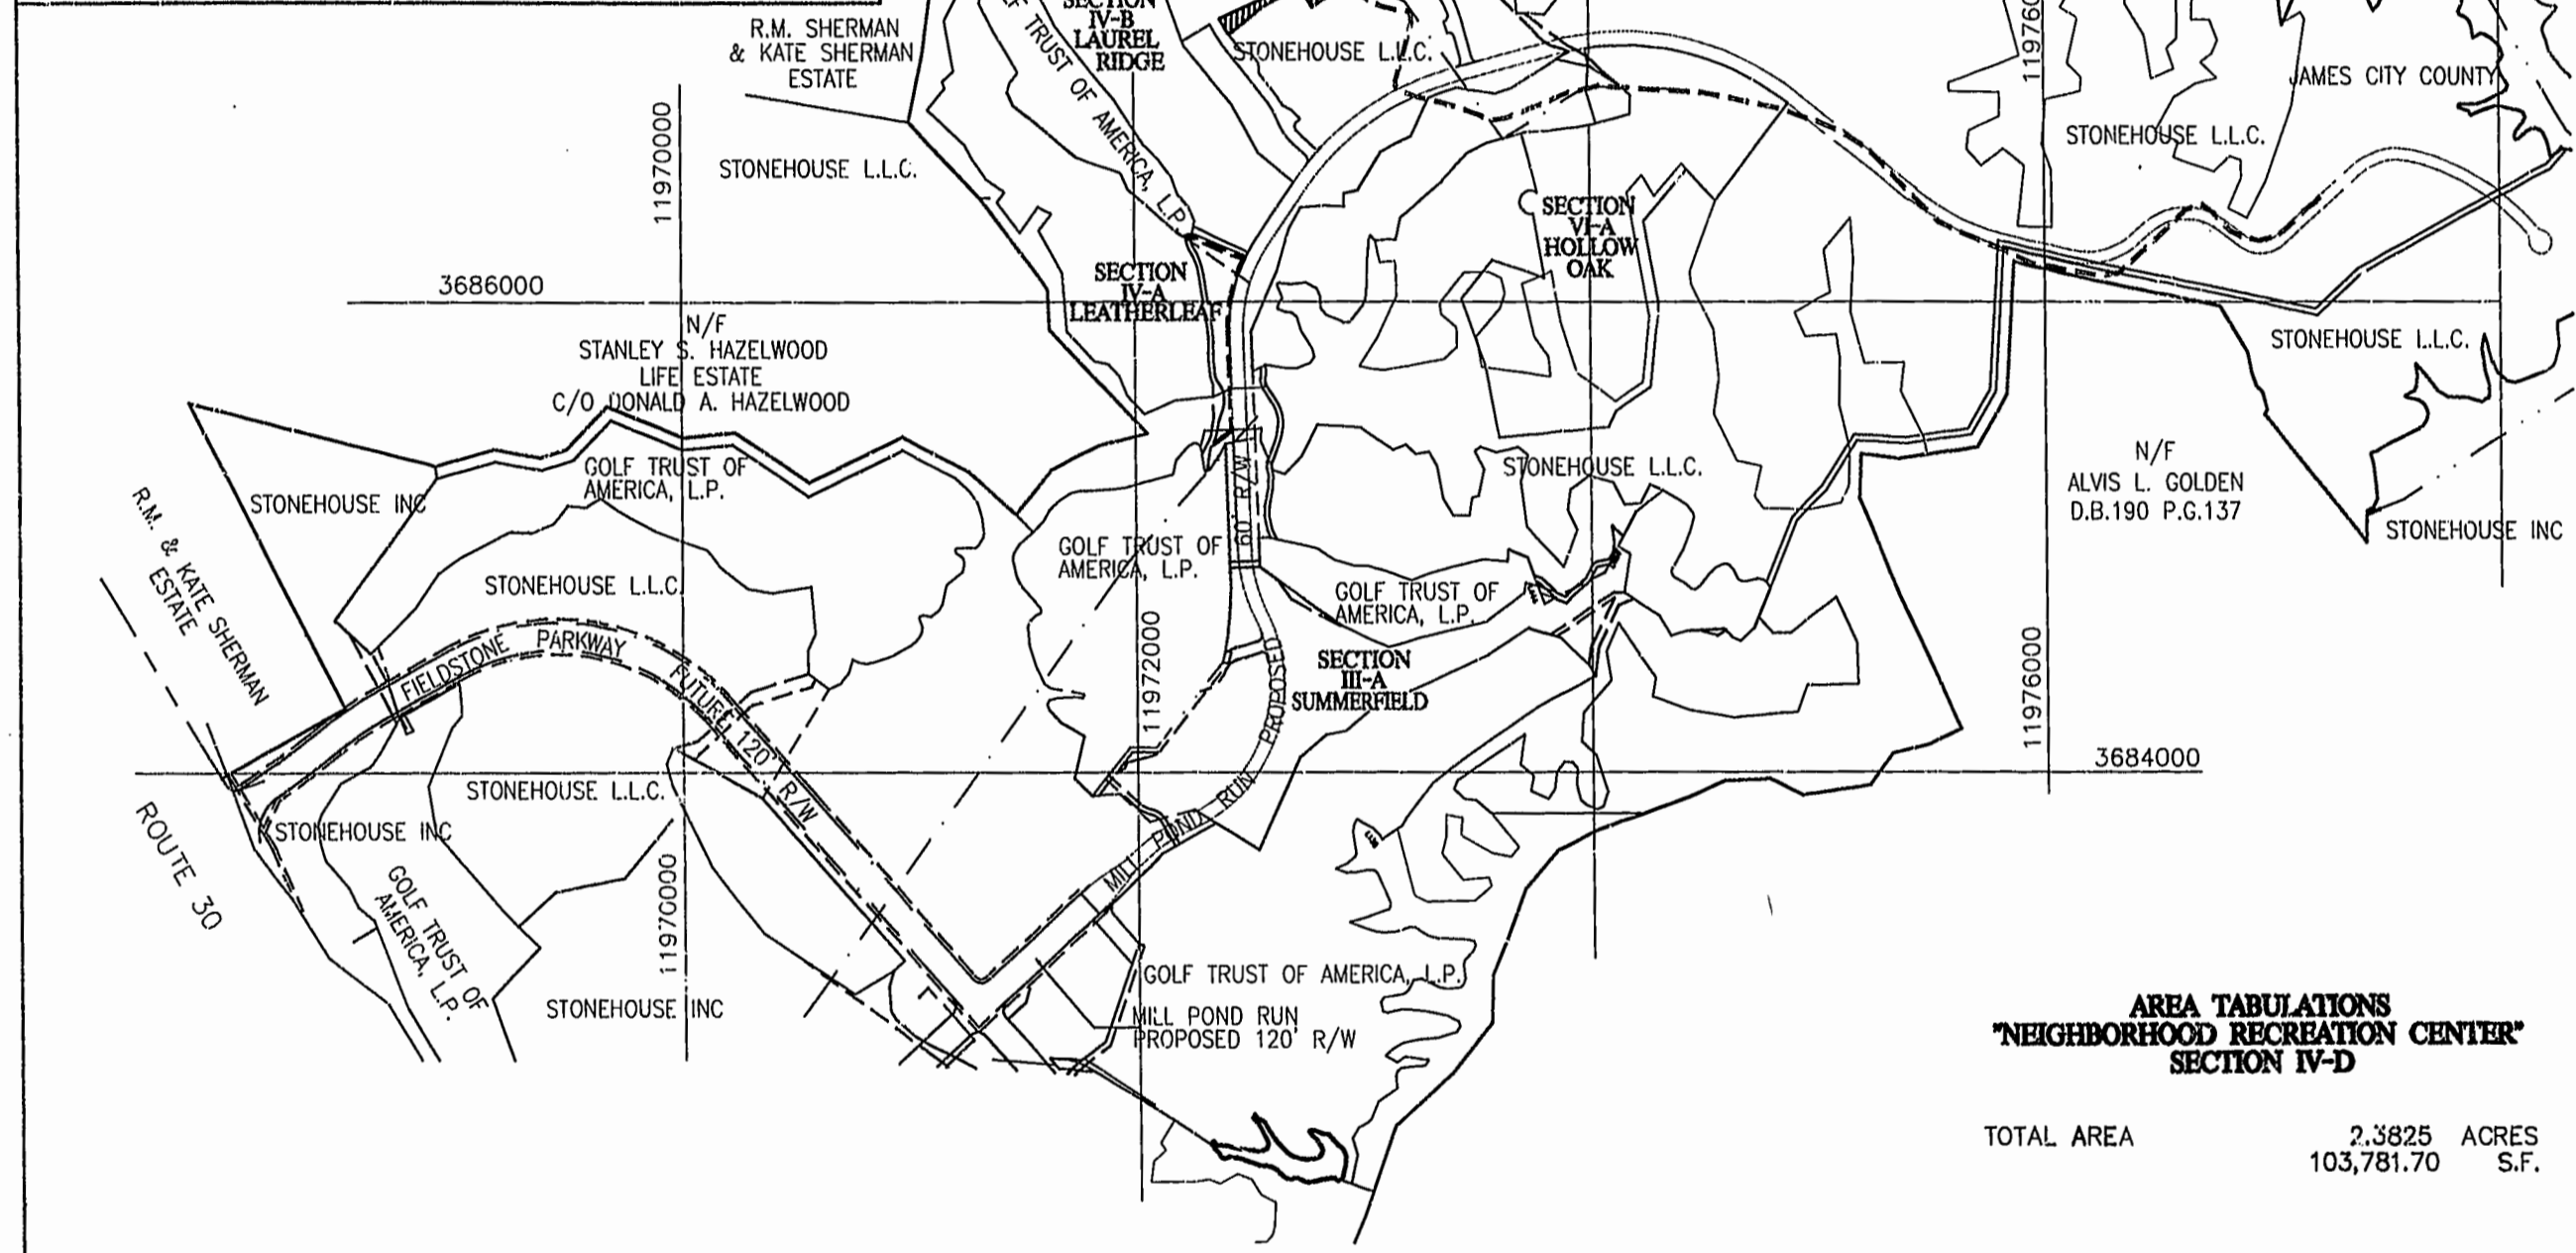 SECTION
IV-B
LAUREL
RIDGE
R.M. SHERMAN
& KATE SHERMAN
ESTATE
TRUST OF AMERICA, L.P.
STONEHOUSE L.L.C.
JAMES CITY COUNTY
STONEHOUSE L.L.C.
11970000
STONEHOUSE L.L.C.
SECTION
VI-A
HOLLOW
OAK
SECTION
IV-A
LEATHERLEAF
3686000
N/F
STANLEY S. HAZELWOOD
LIFE ESTATE
C/O DONALD A. HAZELWOOD
STONEHOUSE L.L.C.
GOLF TRUST OF
AMERICA, L.P.
STONEHOUSE INC
60' R/W
STONEHOUSE L.L.C.
N/F
ALVIS L. GOLDEN
D.B.190 P.G.137
STONEHOUSE INC
R.M. & KATE SHERMAN
ESTATE
STONEHOUSE L.L.C.
GOLF TRUST OF
AMERICA, L.P.
GOLF TRUST OF
AMERICA, L.P.
FIELDSTONE PARKWAY
FUTURE 120' R/W
11972000
SECTION
III-A
SUMMERFIELD
11976000
3684000
MILL POND RUN PROPOSED
STONEHOUSE L.L.C.
STONEHOUSE INC
ROUTE 30
GOLF TRUST OF
AMERICA, L.P.
11970000
STONEHOUSE INC
GOLF TRUST OF AMERICA, L.P.
MILL POND RUN
PROPOSED 120' R/W
AREA TABULATIONS
"NEIGHBORHOOD RECREATION CENTER"
SECTION IV-D
TOTAL AREA 2.3825 ACRES
103,781.70 S.F.